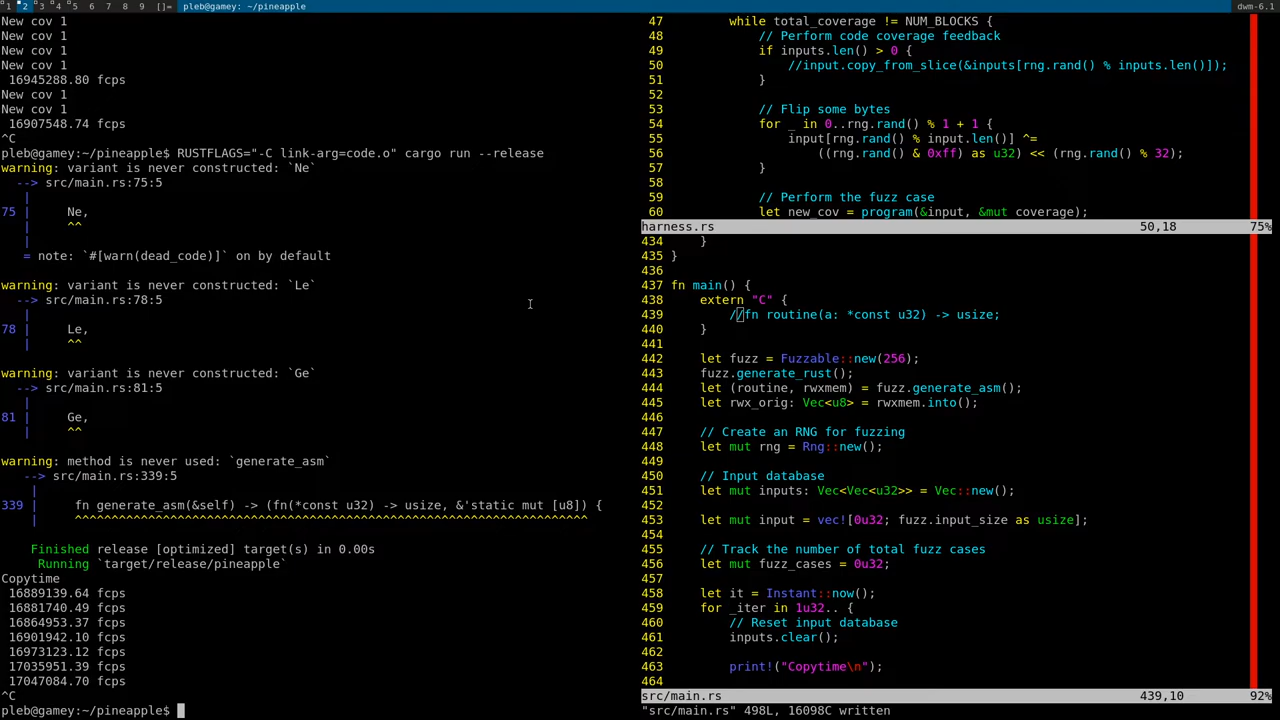 1 2 3 4 5 6 7 8 9 []= pleb@gamey: ~/pineapple dwm-6.1
New cov 1
New cov 1
New cov 1
New cov 1
16945288.80 fcps
New cov 1
New cov 1
16907548.74 fcps
^C
pleb@gamey:~/pineapple$ RUSTFLAGS="-C link-arg=code.o" cargo run --release
warning: variant is never constructed: `Ne`
--> src/main.rs:75:5
|
75 | Ne,
| ^^
|
= note: `#[warn(dead_code)]` on by default
warning: variant is never constructed: `Le`
--> src/main.rs:78:5
|
78 | Le,
| ^^
warning: variant is never constructed: `Ge`
--> src/main.rs:81:5
|
81 | Ge,
| ^^
warning: method is never used: `generate_asm`
--> src/main.rs:339:5
|
339 | fn generate_asm(&self) -> (fn(*const u32) -> usize, &'static mut [u8]) {
| ^^^^^^^^^^^^^^^^^^^^^^^^^^^^^^^^^^^^^^^^^^^^^^^^^^^^^^^^^^^^^^^^^^^^^^
Finished release [optimized] target(s) in 0.00s
Running `target/release/pineapple`
Copytime
16889139.64 fcps
16881740.49 fcps
16864953.37 fcps
16901942.10 fcps
16973123.12 fcps
17035951.39 fcps
17047084.70 fcps
^C
pleb@gamey:~/pineapple$
47 while total_coverage != NUM_BLOCKS {
48 // Perform code coverage feedback
49 if inputs.len() > 0 {
50 //input.copy_from_slice(&inputs[rng.rand() % inputs.len()]);
51 }
52
53 // Flip some bytes
54 for _ in 0..rng.rand() % 1 + 1 {
55 input[rng.rand() % input.len()] ^=
56 ((rng.rand() & 0xff) as u32) << (rng.rand() % 32);
57 }
58
59 // Perform the fuzz case
60 let new_cov = program(&input, &mut coverage);
harness.rs 50,18 75%
434 }
435 }
436
437 fn main() {
438 extern "C" {
439 //fn routine(a: *const u32) -> usize;
440 }
441
442 let fuzz = Fuzzable::new(256);
443 fuzz.generate_rust();
444 let (routine, rwxmem) = fuzz.generate_asm();
445 let rwx_orig: Vec<u8> = rwxmem.into();
446
447 // Create an RNG for fuzzing
448 let mut rng = Rng::new();
449
450 // Input database
451 let mut inputs: Vec<Vec<u32>> = Vec::new();
452
453 let mut input = vec![0u32; fuzz.input_size as usize];
454
455 // Track the number of total fuzz cases
456 let mut fuzz_cases = 0u32;
457
458 let it = Instant::now();
459 for _iter in 1u32.. {
460 // Reset input database
461 inputs.clear();
462
463 print!("Copytime\n");
464
src/main.rs 439,10 92%
"src/main.rs" 498L, 16098C written